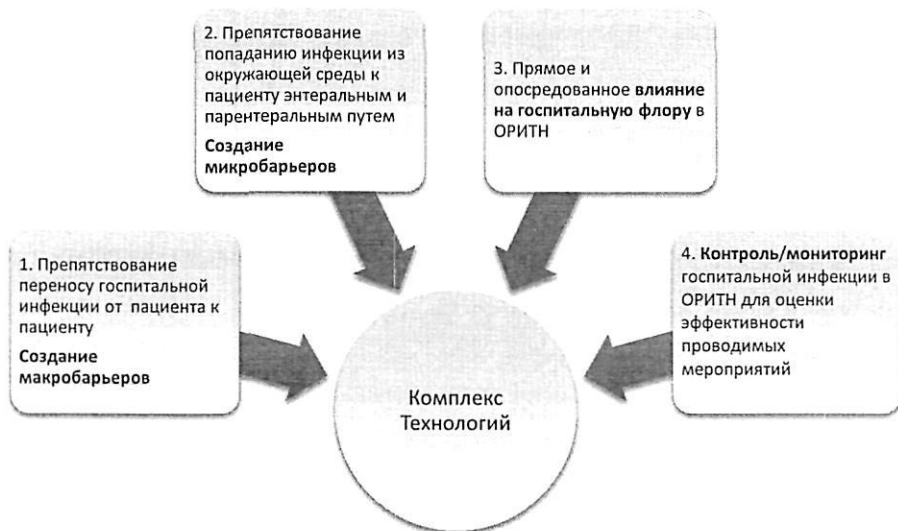 1. Препятствование
переносу госпитальной
инфекции от пациента к
пациенту
Создание
макробарьеров
2. Препятствование
попаданию инфекции из
окружающей среды к
пациенту энтеральным и
парентеральным путем
Создание
микробарьеров
3. Прямое и
опосредованное влияние
на госпитальную флору в
ОРИТН
4. Контроль/мониторинг
госпитальной инфекции в
ОРИТН для оценки
эффективности
проводимых
мероприятий
Комплекс
Технологий